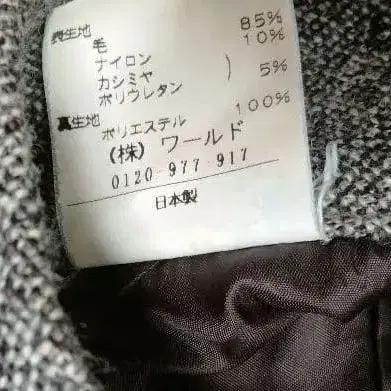 表生地
毛 85%
ナイロン 10%
カシミヤ
ポリウレタン ) 5%
裏生地
ポリエステル 100%
(株) ワールド
0120-977-917
日本製